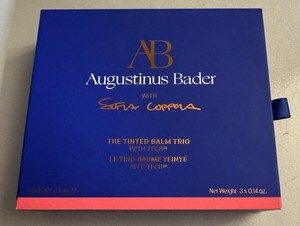 AB
Augustinus Bader
WITH
Sofia Coppola
THE TINTED BALM TRIO
WITH TFC8®
LE TRIO BAUME TEINTÉ
AVEC TFC8®
Net Weight 3 x 0.14 oz.